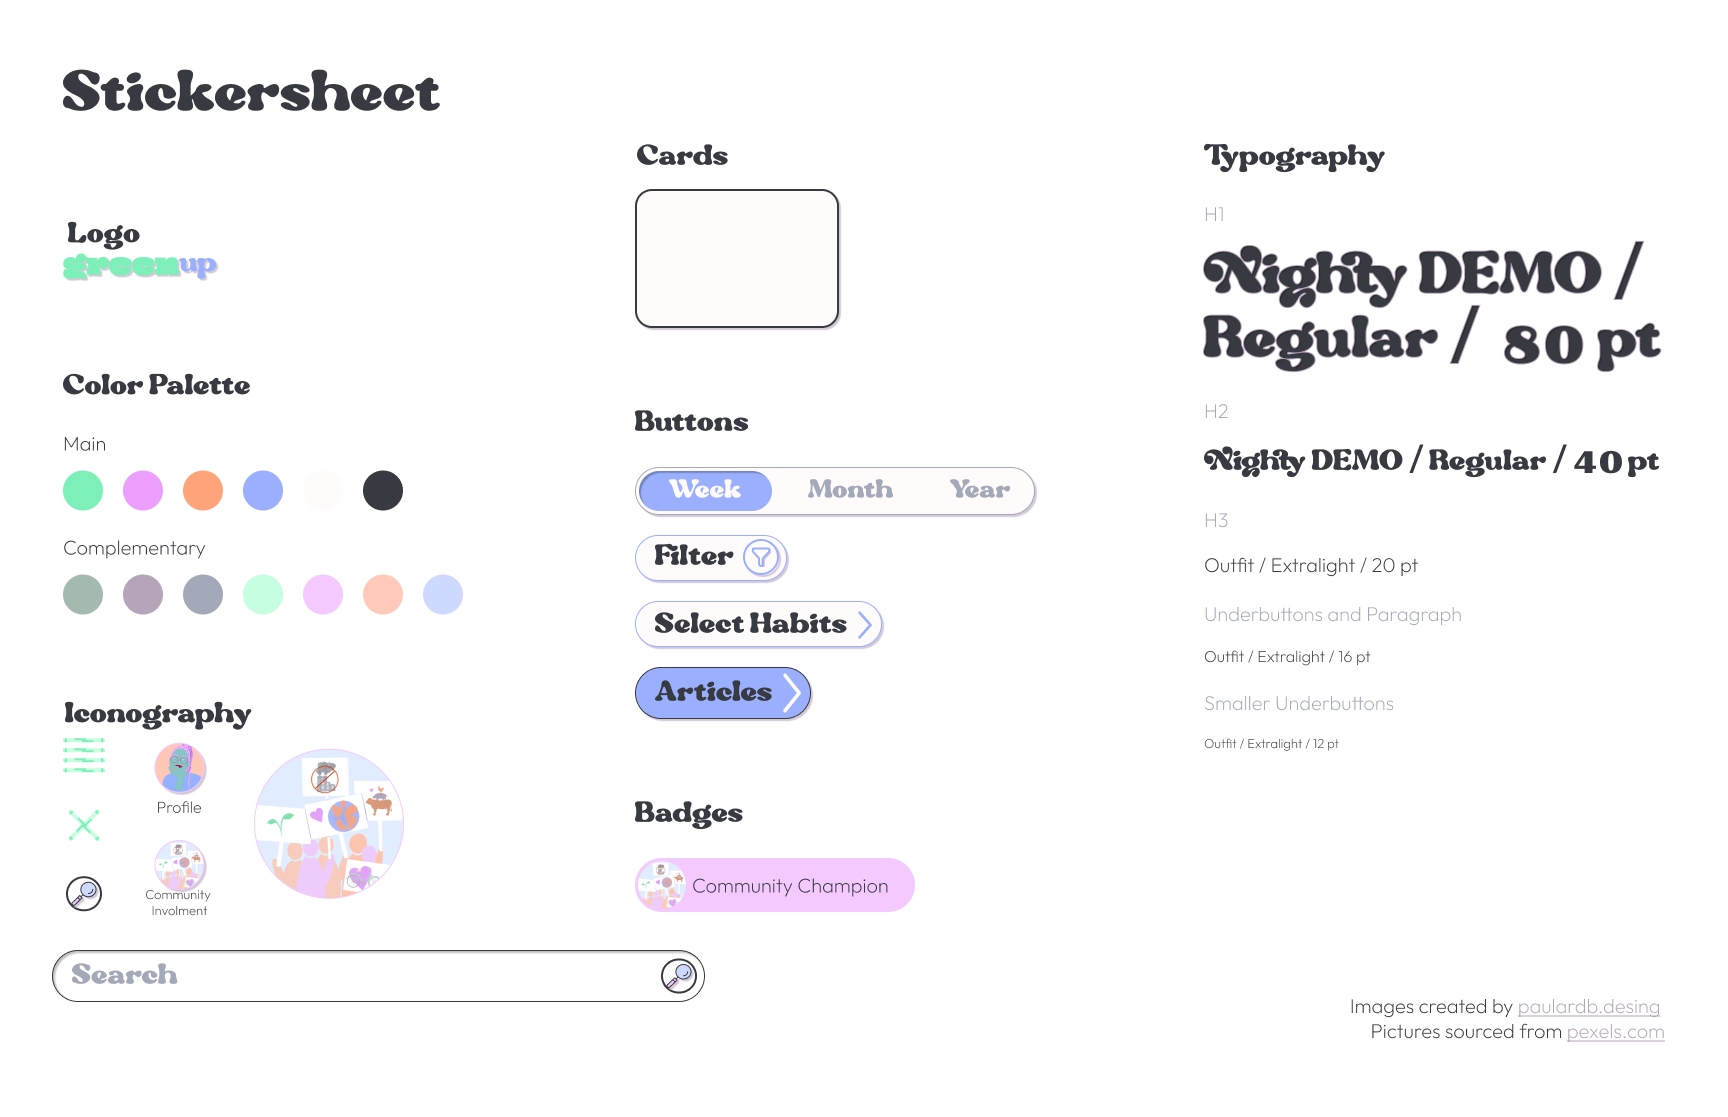 Stickersheet
Logo
greenup
Color Palette
Main
Complementary
Iconography
Profile
Community
Involment
Search
Cards
Buttons
Week Month Year
Filter
Select Habits
Articles
Badges
Community Champion
Typography
H1
Nighty DEMO /
Regular / 80 pt
H2
Nighty DEMO / Regular / 40 pt
H3
Outfit / Extralight / 20 pt
Underbuttons and Paragraph
Outfit / Extralight / 16 pt
Smaller Underbuttons
Outfit / Extralight / 12 pt
Images created by paulardb.desing
Pictures sourced from pexels.com